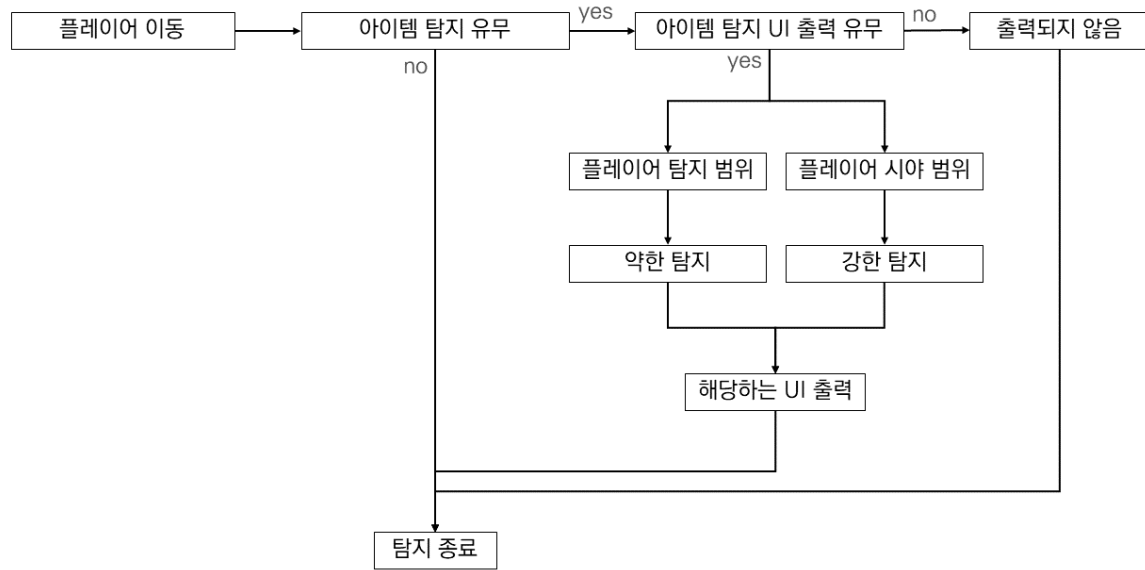 플레이어 이동
아이템 탐지 유무
yes
아이템 탐지 UI 출력 유무
no
출력되지 않음
no
yes
플레이어 탐지 범위
플레이어 시야 범위
약한 탐지
강한 탐지
해당하는 UI 출력
탐지 종료